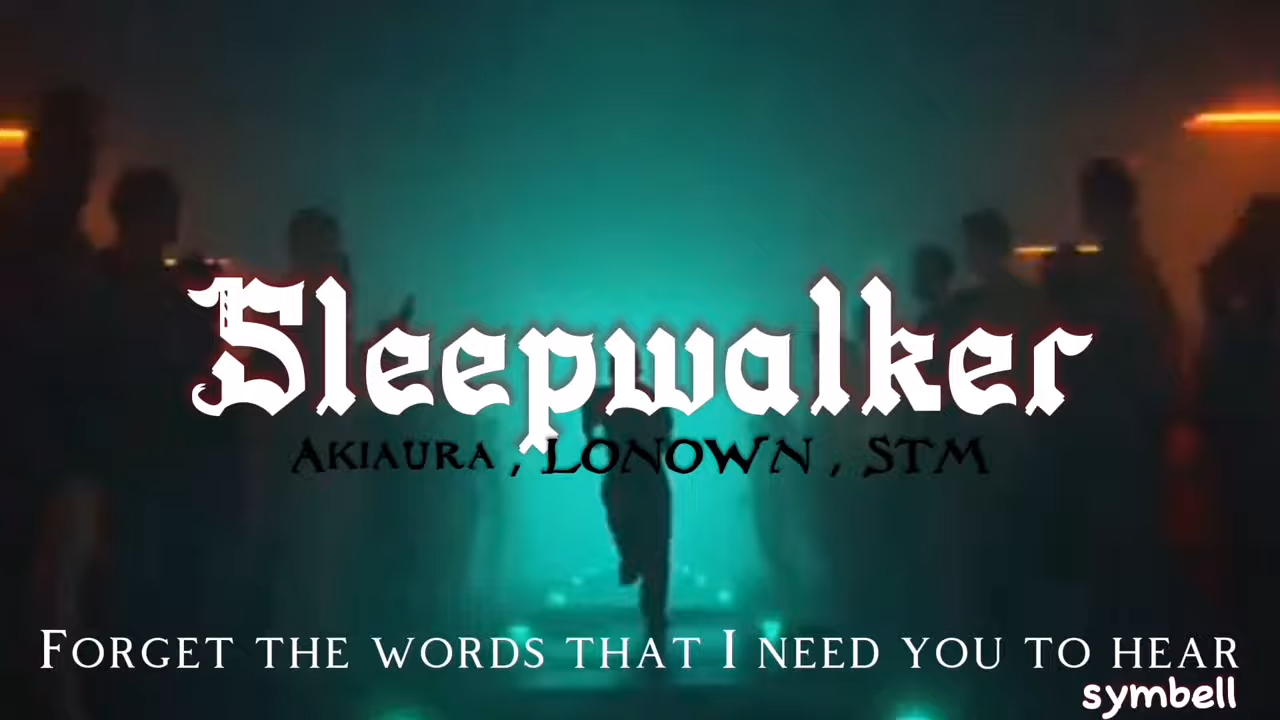 Sleepwalker
AKIAURA , LONOWN , STM
FORGET THE WORDS THAT I NEED YOU TO HEAR
symbell